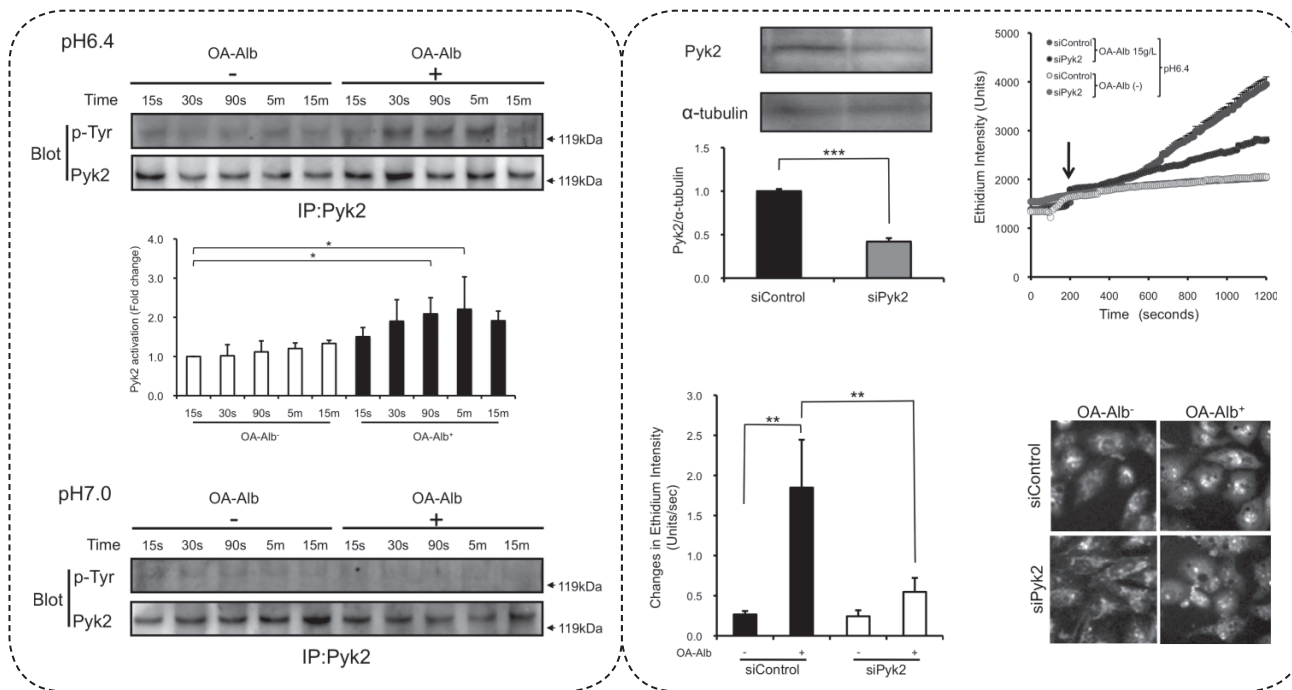 pH6.4
OA-Alb
OA-Alb
-
+
Time 15s 30s 90s 5m 15m 15s 30s 90s 5m 15m
p-Tyr
119kDa
Blot
Pyk2
119kDa
IP:Pyk2
Pyk2 activation (Fold change)
4.0
3.0
2.0
1.0
0.0
*
*
15s 30s 90s 5m 15m 15s 30s 90s 5m 15m
OA-Alb-
OA-Alb+
pH7.0
OA-Alb
OA-Alb
-
+
Time 15s 30s 90s 5m 15m 15s 30s 90s 5m 15m
p-Tyr
119kDa
Blot
Pyk2
119kDa
IP:Pyk2
Pyk2
α-tubulin
Pyk2/α-tubulin
1.5
1.0
0.5
0.0
***
siControl
siPyk2
Ethidium Intensity (Units)
5000
4000
3000
2000
1000
0
siControl
siPyk2
OA-Alb 15g/L
siControl
siPyk2
OA-Alb (-)
pH6.4
0 200 400 600 800 1000 1200
Time (seconds)
Changes in Ethidium Intensity
(Units/sec)
3.0
2.5
2.0
1.5
1.0
0.5
0.0
**
**
OA-Alb - + - +
siControl
siPyk2
OA-Alb-
OA-Alb+
siControl
siPyk2